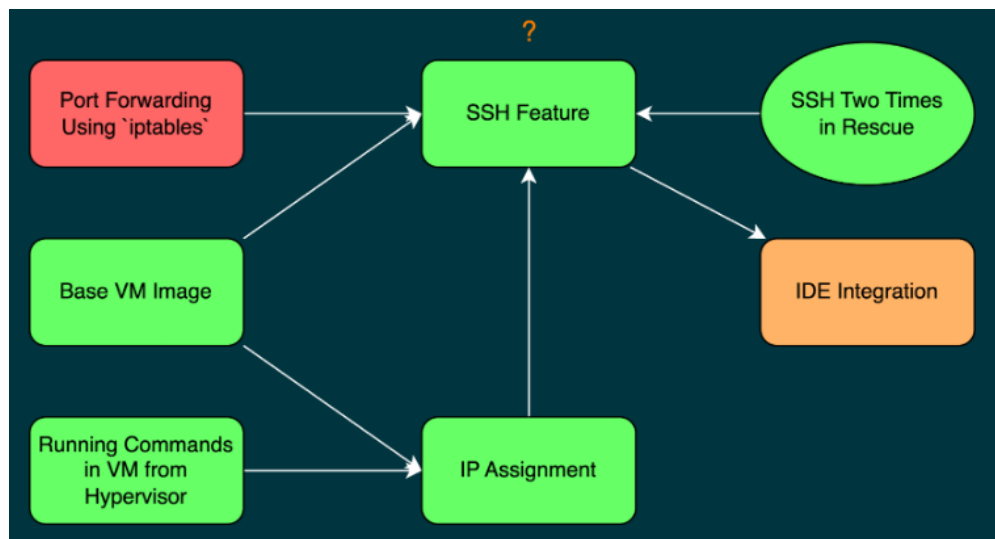 ?
Port Forwarding
Using `iptables`
SSH Feature
SSH Two Times
in Rescue
Base VM Image
IDE Integration
Running Commands
in VM from
Hypervisor
IP Assignment